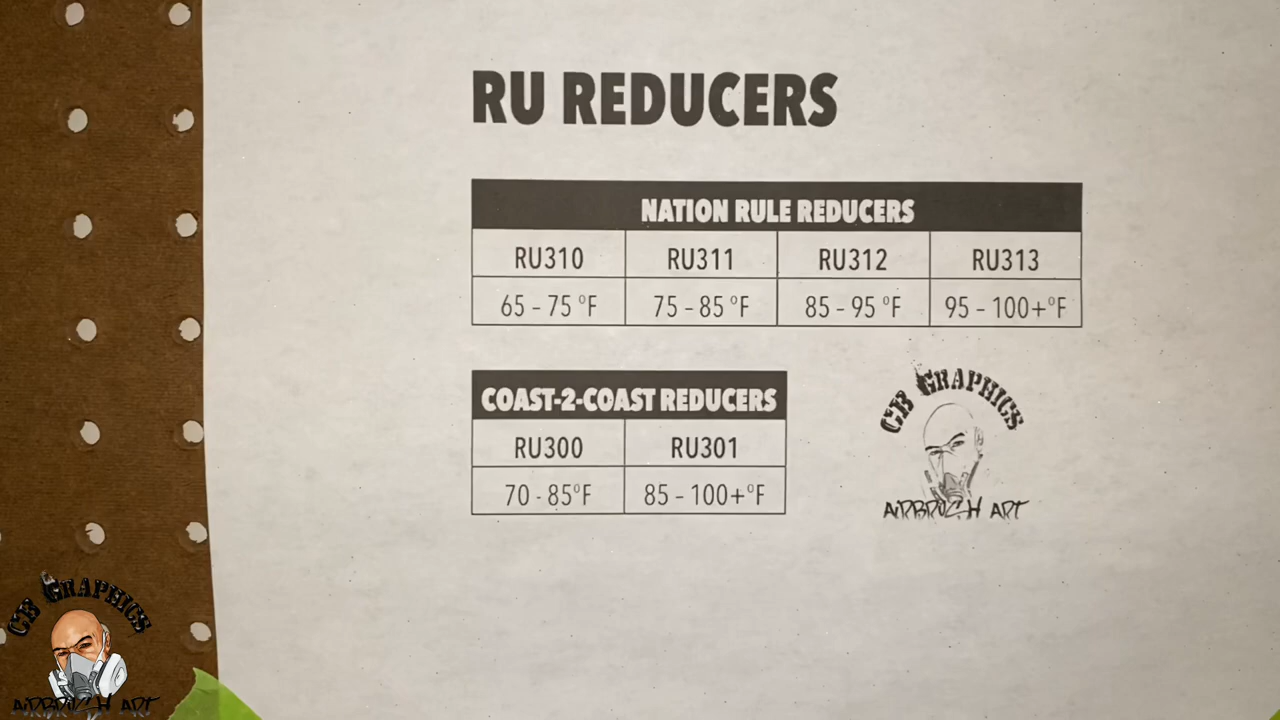 RU REDUCERS
NATION RULE REDUCERS
RU310 RU311 RU312 RU313
65 – 75 °F 75 – 85 °F 85 – 95 °F 95 – 100+°F
COAST-2-COAST REDUCERS
RU300 RU301
70 - 85°F 85 – 100+°F
CB GRAPHICS
AIRBRUSH ART
CB GRAPHICS
AIRBRUSH ART